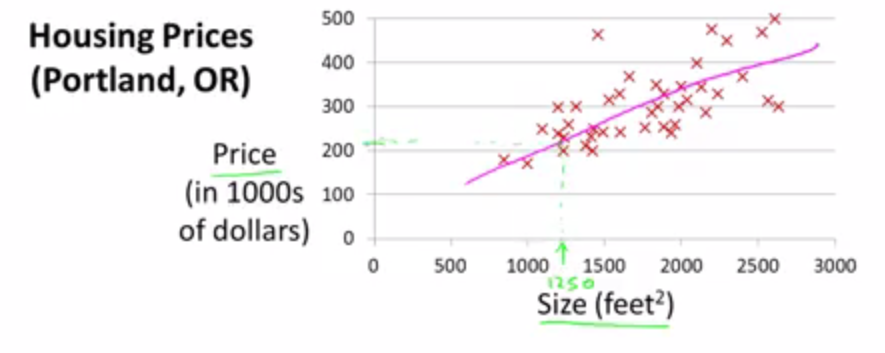 Housing Prices
(Portland, OR)
Price
(in 1000s
of dollars)
500
400
300
200
100
0
0 500 1000 1500 2000 2500 3000
1250
Size (feet²)